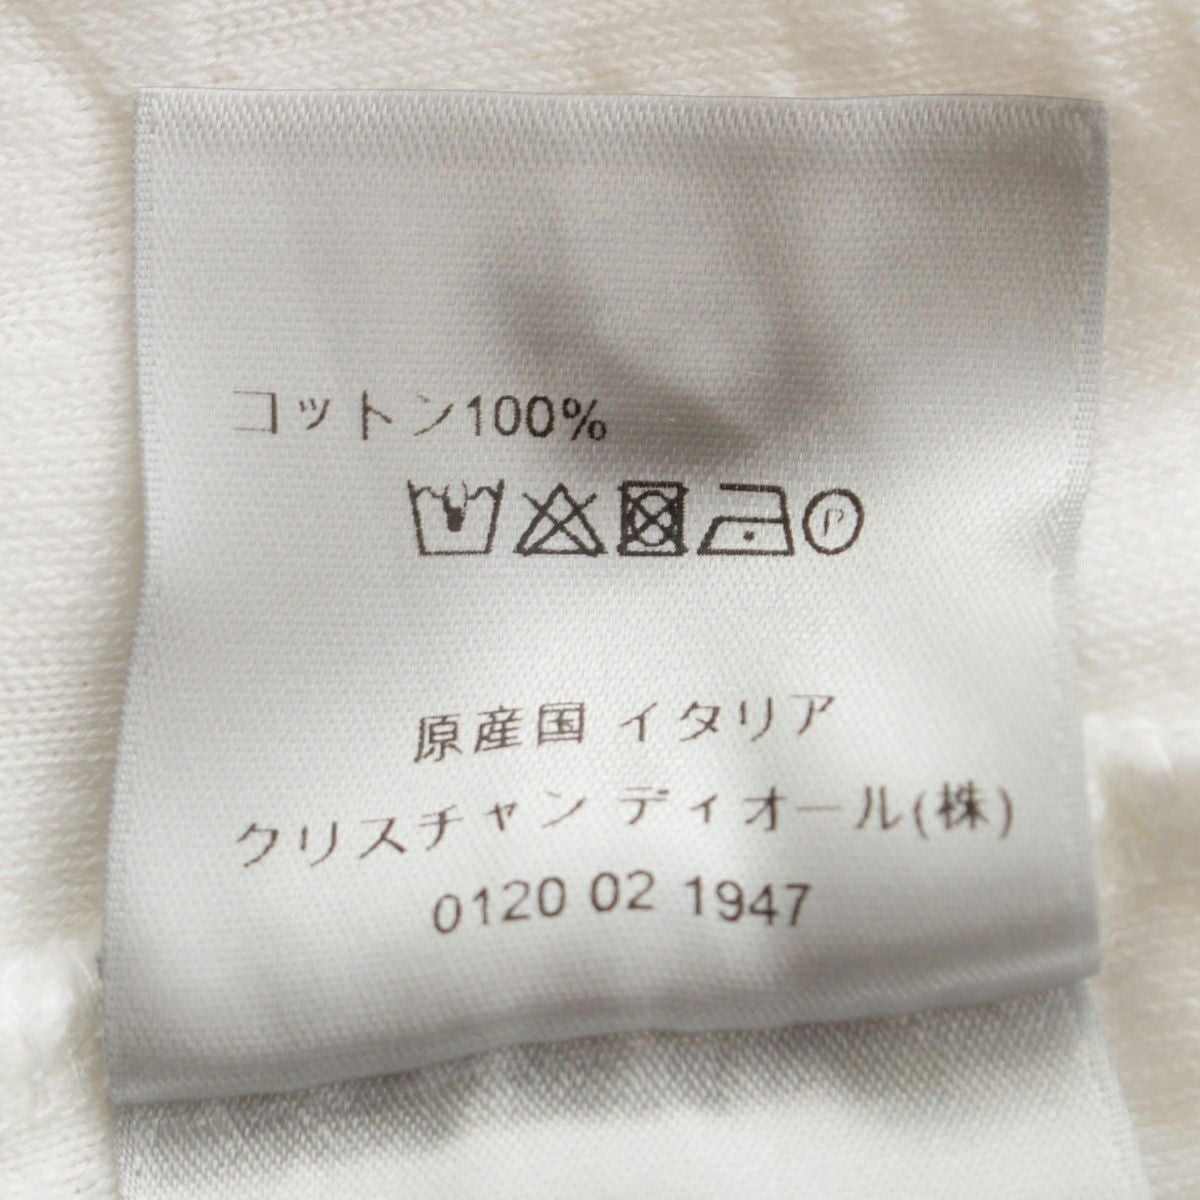 コットン100%
P
原産国 イタリア
クリスチャン ディオール(株)
0120 02 1947